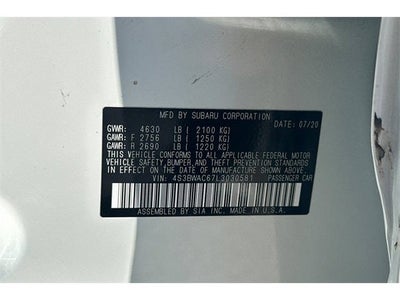 MFD BY SUBARU CORPORATION
GVWR: 4630 LB ( 2100 KG) DATE: 07/20
GAWR: F 2756 LB ( 1250 KG)
GAWR: R 2690 LB ( 1220 KG)
THIS VEHICLE CONFORMS TO ALL APPLICABLE FEDERAL MOTOR
VEHICLE SAFETY, BUMPER, AND THEFT PREVENTION STANDARDS
IN EFFECT ON THE DATE OF MANUFACTURE SHOWN ABOVE.
VIN: 4S3BWAC67L3030581 PASSENGER CAR
ASSEMBLED BY SIA INC. MADE IN U.S.A.